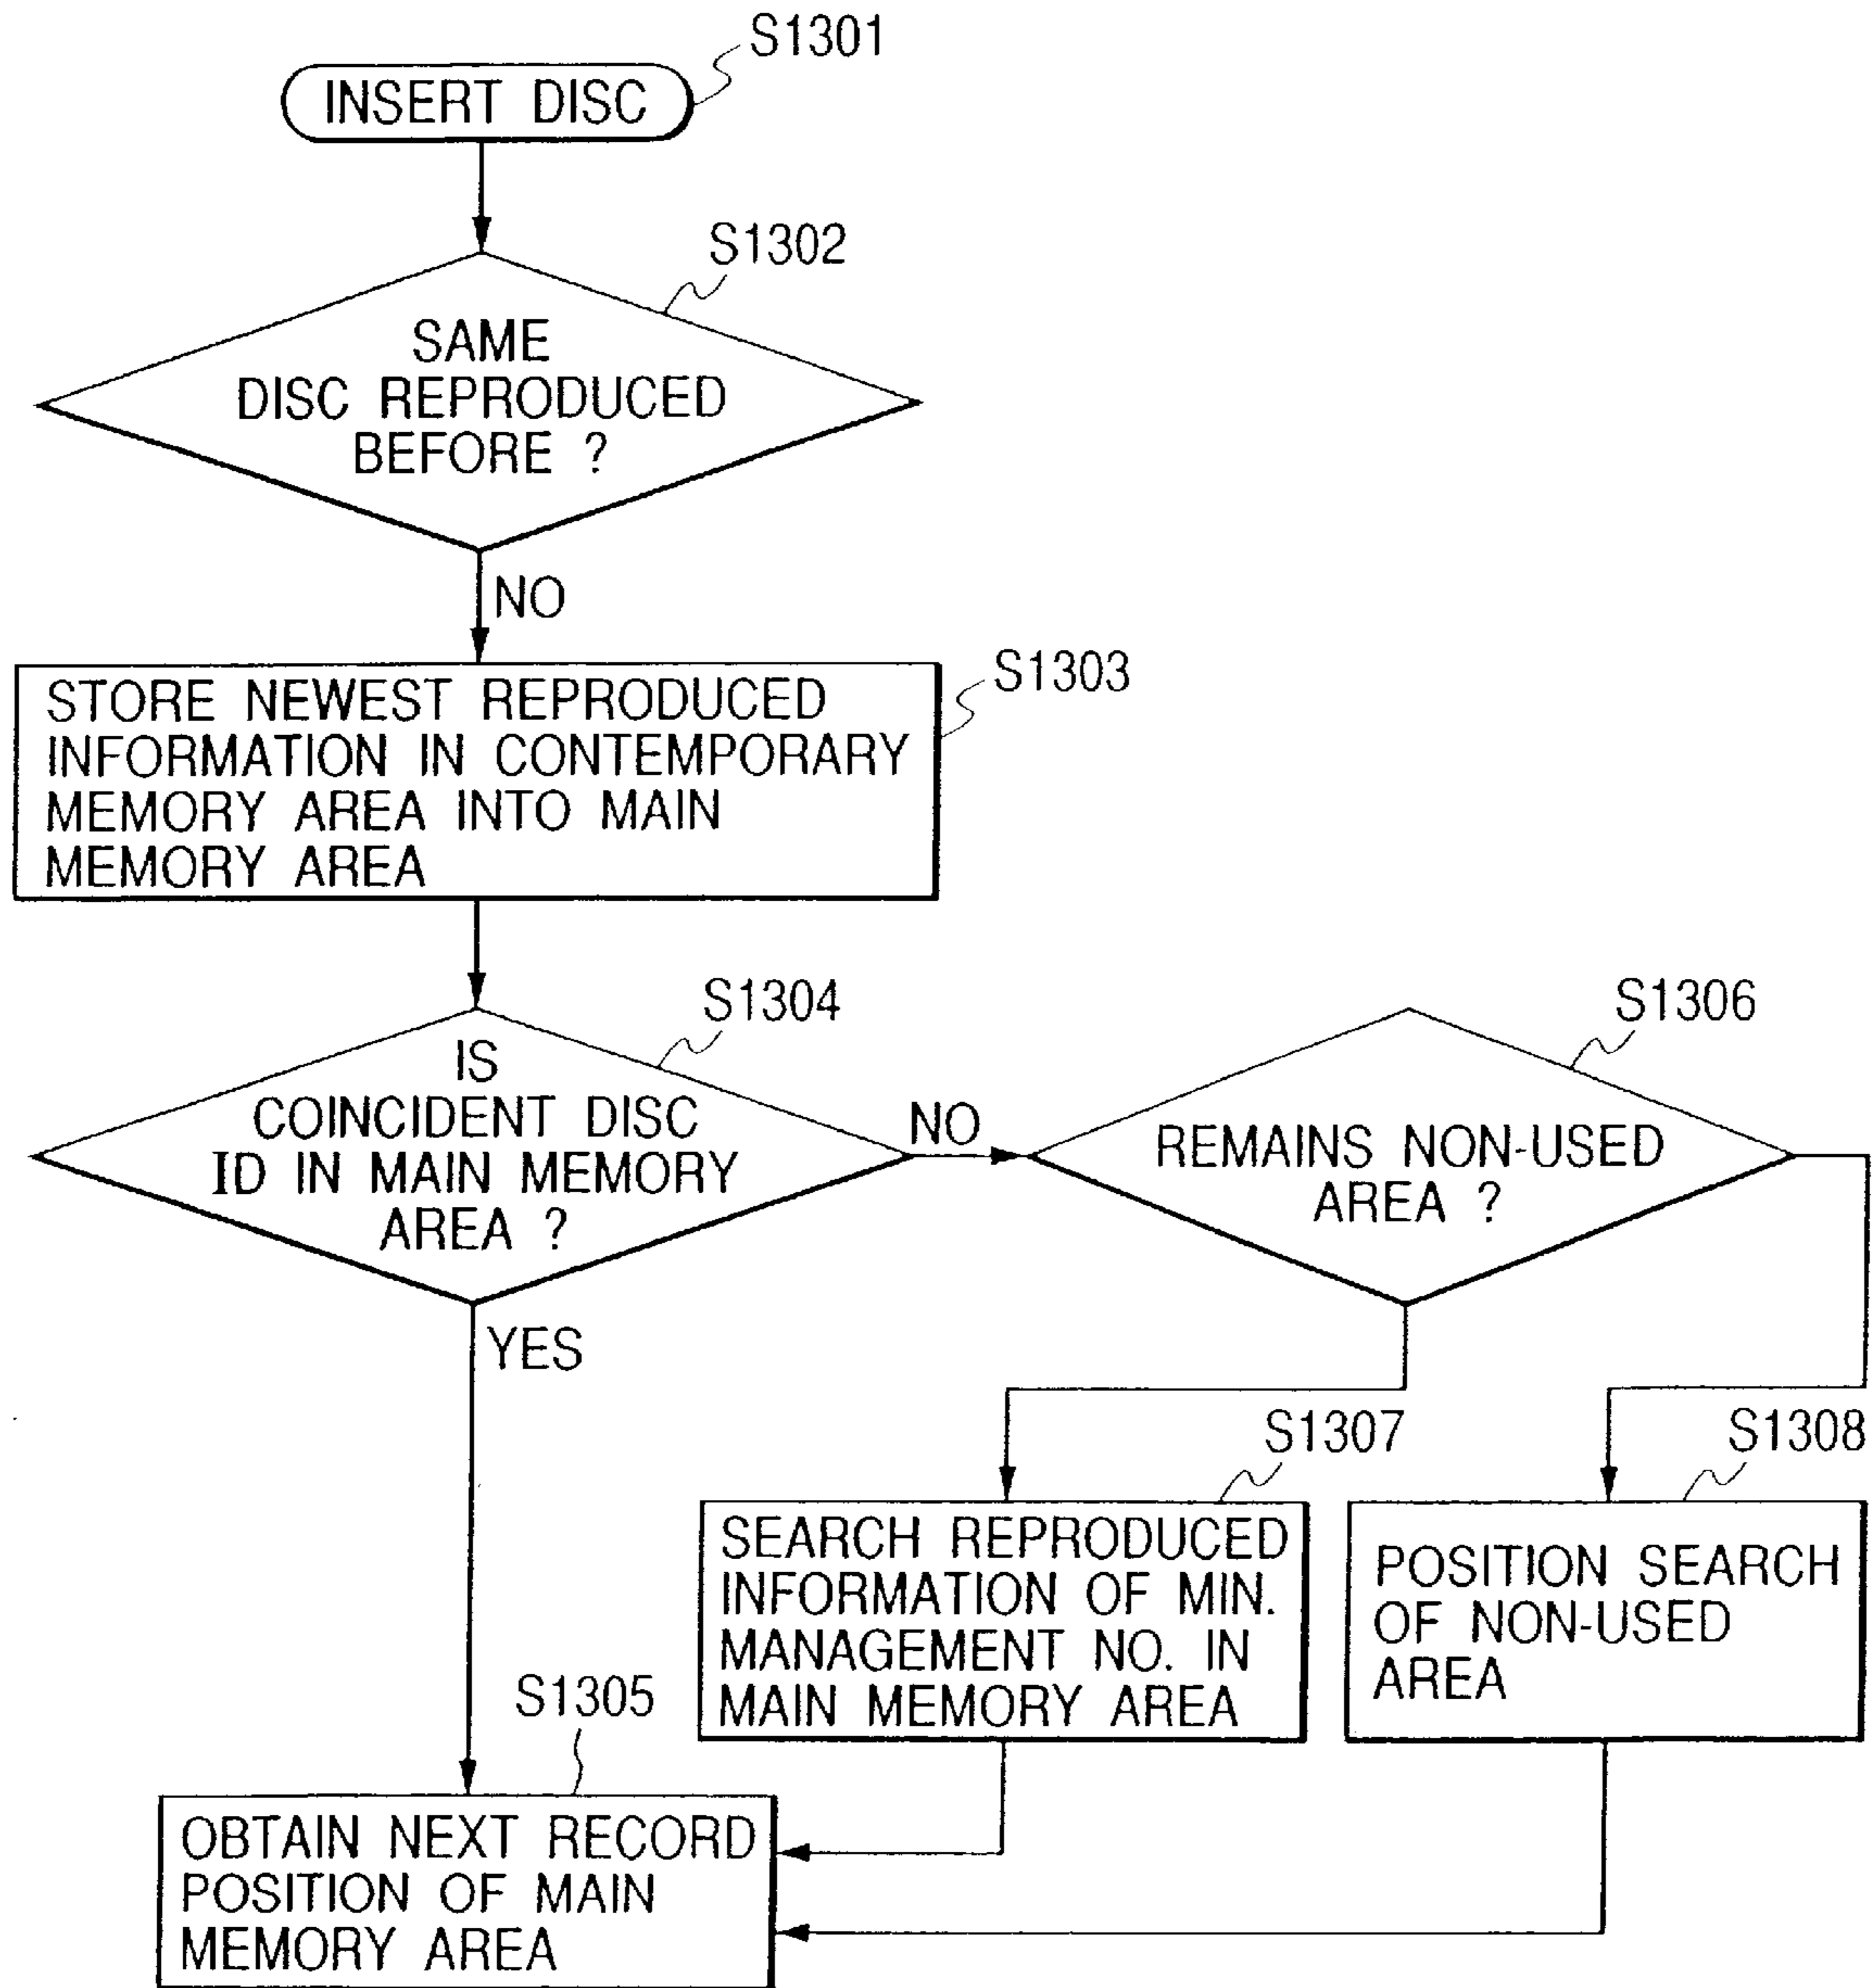 S1301
INSERT DISC
S1302
SAME
DISC REPRODUCED
BEFORE ?
NO
S1303
STORE NEWEST REPRODUCED
INFORMATION IN CONTEMPORARY
MEMORY AREA INTO MAIN
MEMORY AREA
S1304
IS
COINCIDENT DISC
ID IN MAIN MEMORY
AREA ?
NO
YES
S1306
REMAINS NON-USED
AREA ?
S1307
SEARCH REPRODUCED
INFORMATION OF MIN.
MANAGEMENT NO. IN
MAIN MEMORY AREA
S1308
POSITION SEARCH
OF NON-USED
AREA
S1305
OBTAIN NEXT RECORD
POSITION OF MAIN
MEMORY AREA